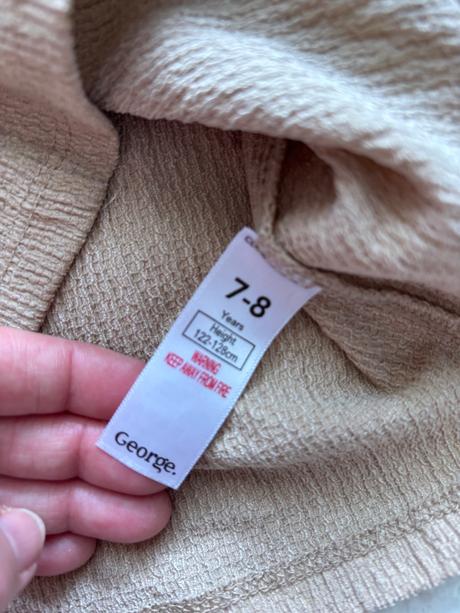 7-8
Years
Height
122-128cm
WARNING
KEEP AWAY FROM FIRE
George.